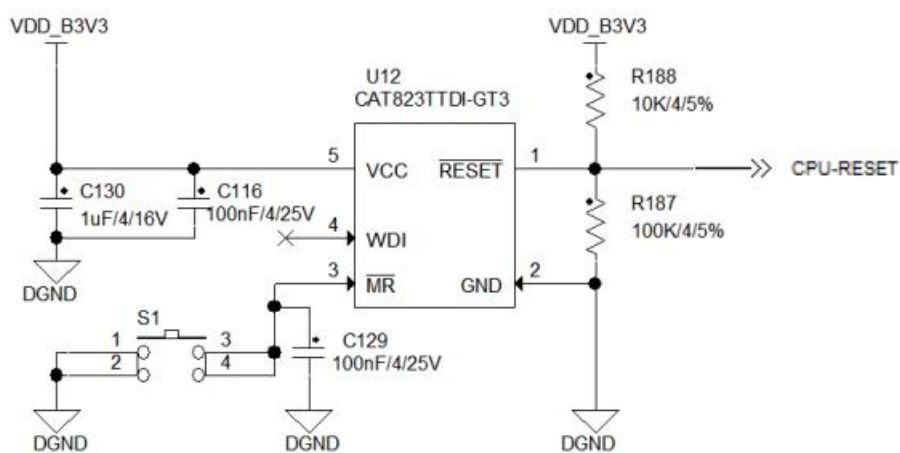 VDD_B3V3
VDD_B3V3
U12
CAT823TTDI-GT3
R188
10K/4/5%
5
VCC
RESET
1
CPU-RESET
C130
1uF/4/16V
C116
100nF/4/25V
R187
100K/4/5%
4
WDI
3
MR
GND
2
DGND
S1
1
3
2
4
C129
100nF/4/25V
DGND
DGND
DGND